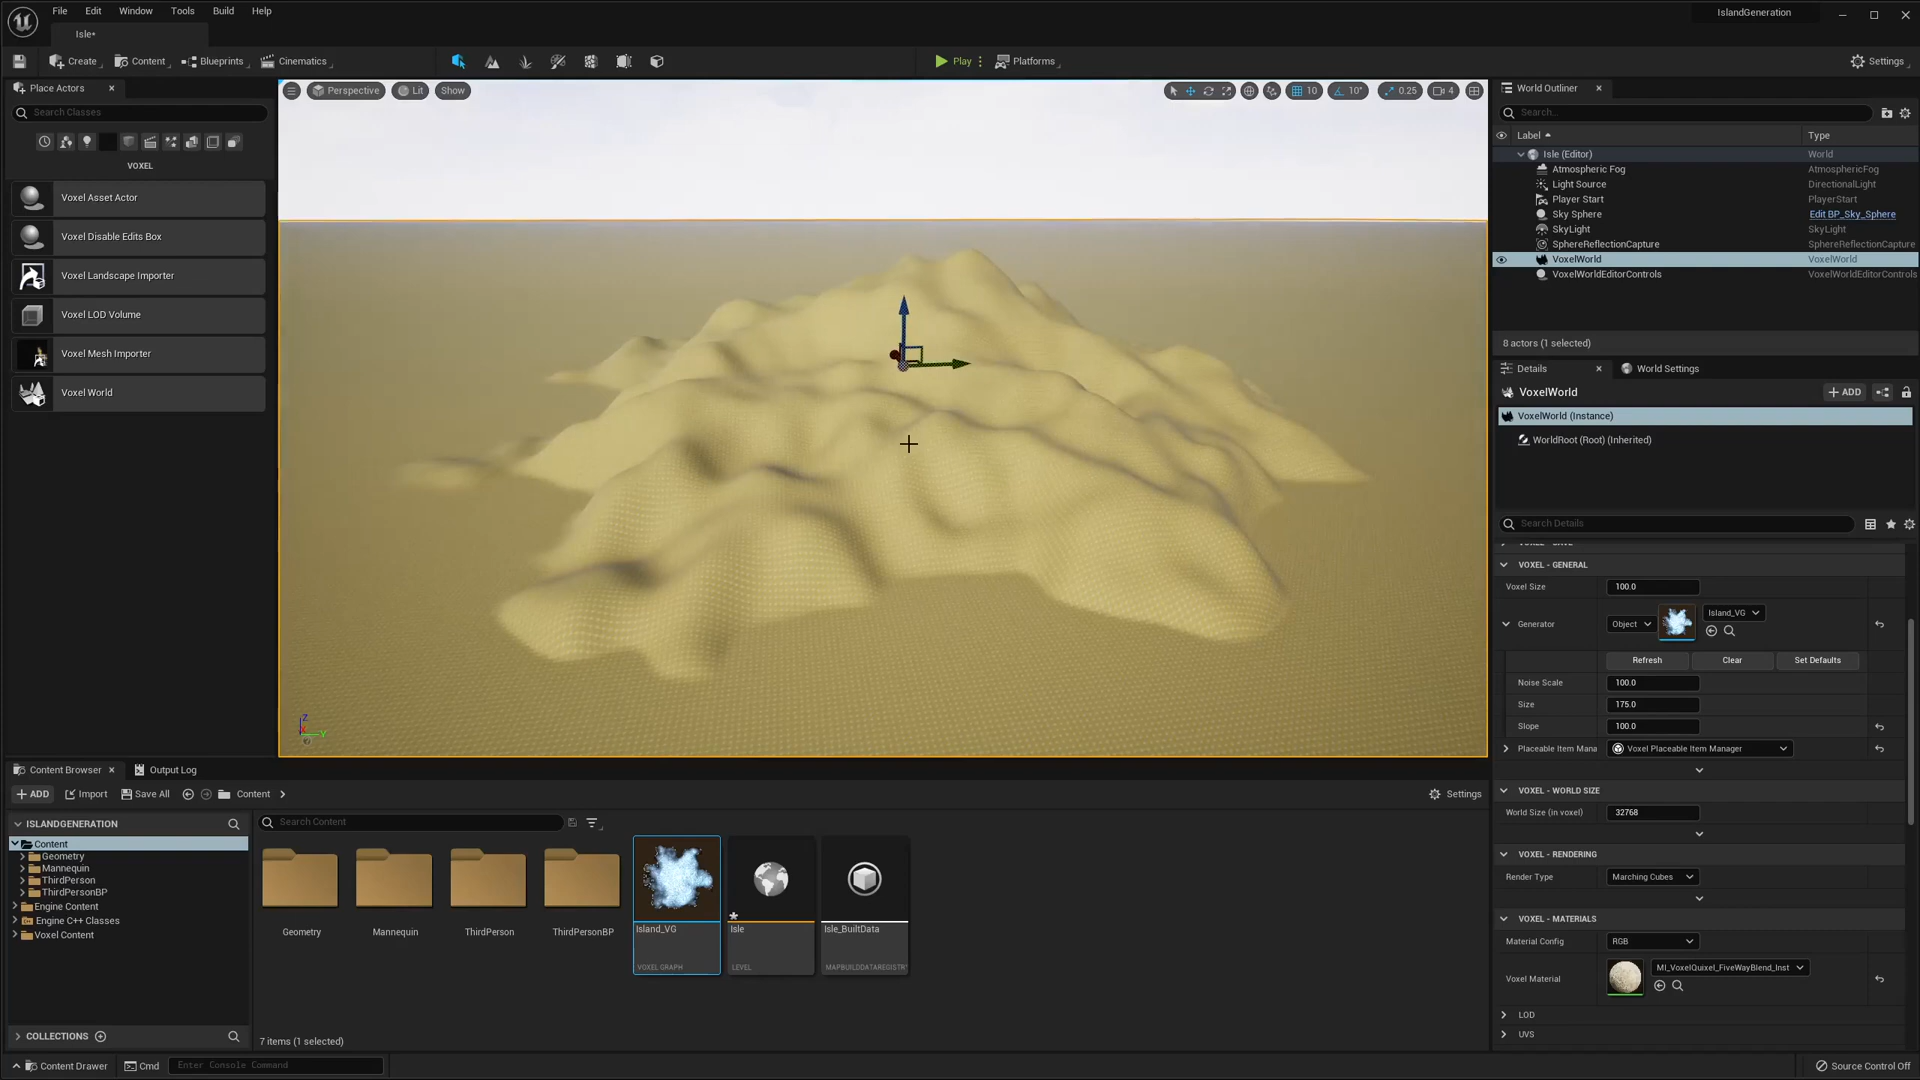 File Edit Window Tools Build Help
IslandGeneration
Isle*
Create Content Blueprints Cinematics Play Platforms Settings
Place Actors
Search Classes
VOXEL
Voxel Asset Actor
Voxel Disable Edits Box
Voxel Landscape Importer
Voxel LOD Volume
Voxel Mesh Importer
Voxel World
Perspective Lit Show 10 10° 0.25 4
Z
X
Y
World Outliner
Search...
Label Type
Isle (Editor) World
Atmospheric Fog AtmosphericFog
Light Source DirectionalLight
Player Start PlayerStart
Sky Sphere Edit BP_Sky_Sphere
SkyLight SkyLight
SphereReflectionCapture SphereReflectionCapture
VoxelWorld VoxelWorld
VoxelWorldEditorControls VoxelWorldEditorControls
8 actors (1 selected)
Details World Settings
VoxelWorld ADD
VoxelWorld (Instance)
WorldRoot (Root) (Inherited)
Search Details
VOXEL - GENERAL
Voxel Size 100.0
Generator Object Island_VG
Refresh Clear Set Defaults
Noise Scale 100.0
Size 175.0
Slope 100.0
Placeable Item Mana Voxel Placeable Item Manager
VOXEL - WORLD SIZE
World Size (in voxel) 32768
VOXEL - RENDERING
Render Type Marching Cubes
VOXEL - MATERIALS
Material Config RGB
Voxel Material MI_VoxelQuixel_FiveWayBlend_Inst
LOD
UVS
Content Browser Output Log
ADD Import Save All Content Settings
ISLANDGENERATION
Content
Geometry
Mannequin
ThirdPerson
ThirdPersonBP
Engine Content
Engine C++ Classes
Voxel Content
COLLECTIONS
Search Content
Geometry Mannequin ThirdPerson ThirdPersonBP Island_VG Isle Isle_BuiltData
VOXEL GRAPH LEVEL MAPBUILDDATAREGISTR
7 items (1 selected)
Content Drawer Cmd Enter Console Command Source Control Off